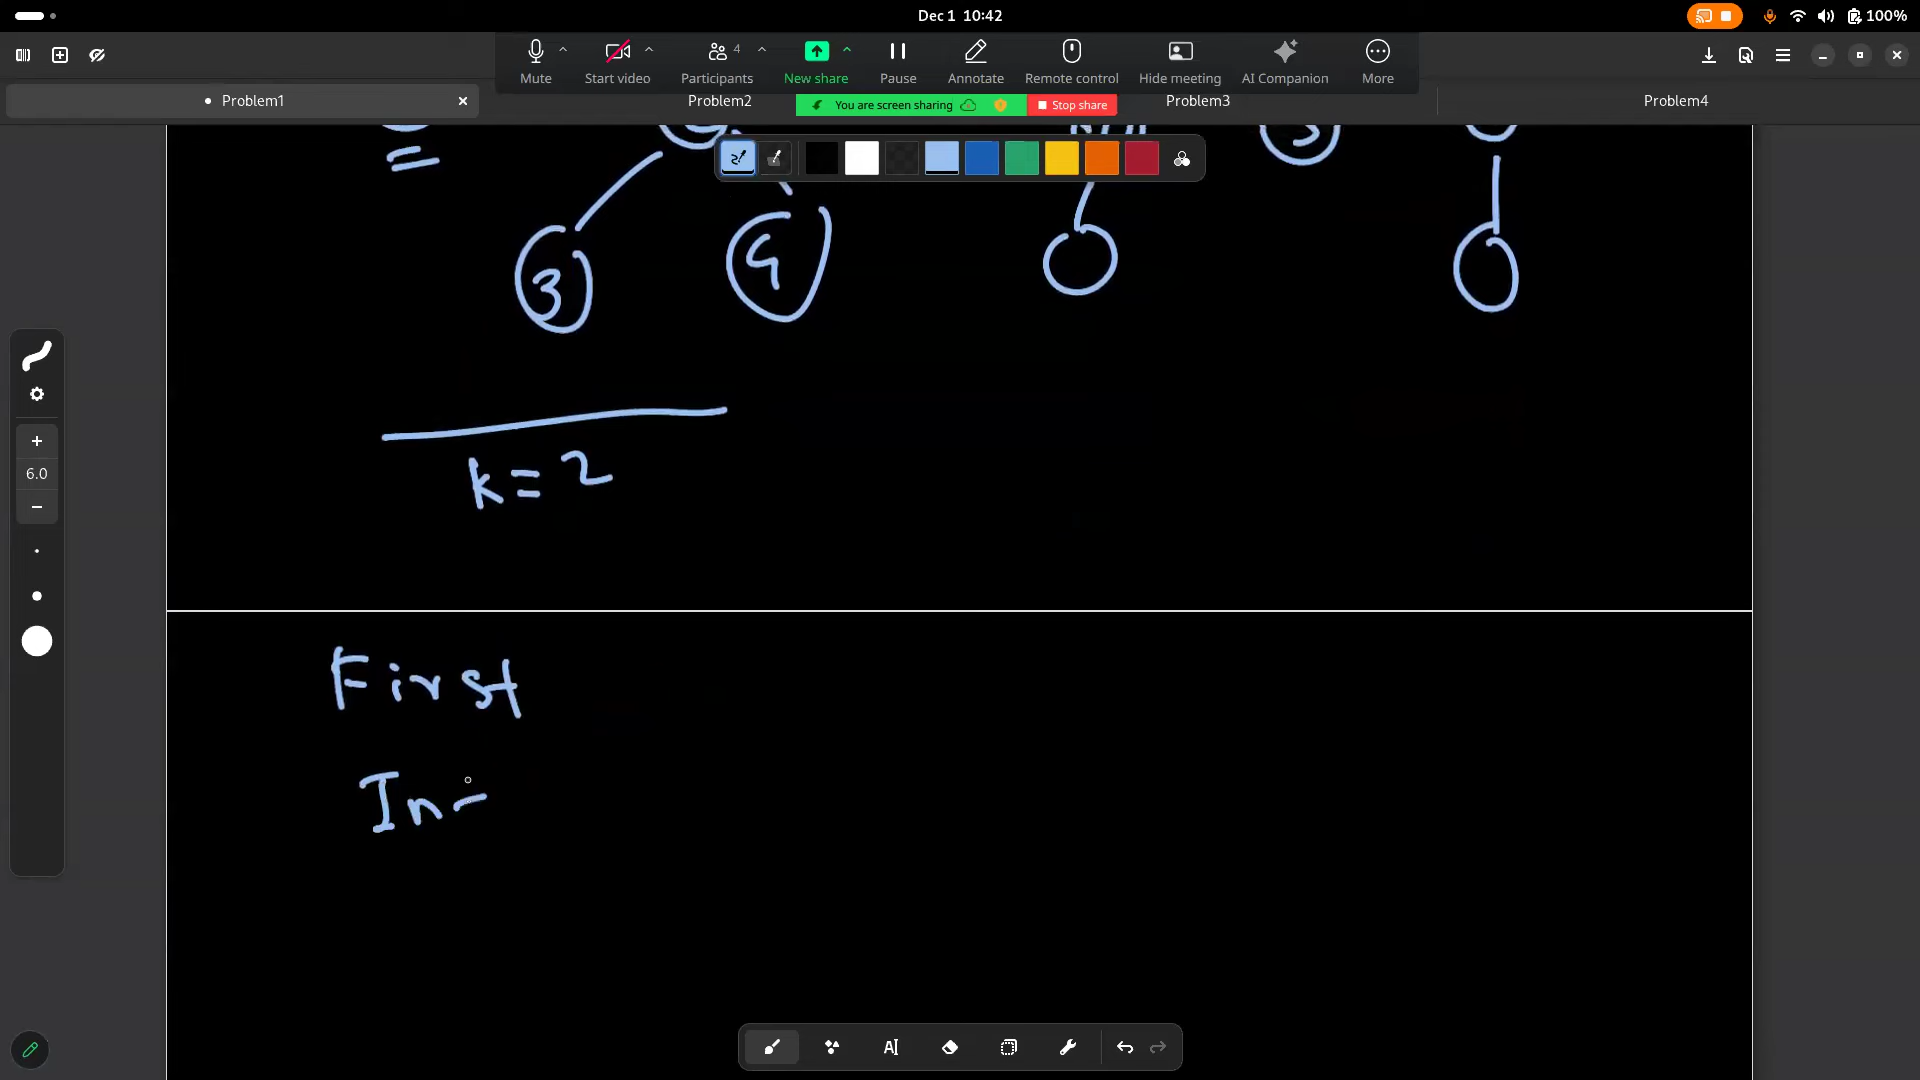 Dec 1 10:42
Mute
Start video
4
Participants
New share
Pause
Annotate
Remote control
Hide meeting
AI Companion
More
Problem1
Problem2
You are screen sharing
Stop share
Problem3
Problem4
3
3
4
6.0
k = 2
First
In-
100%